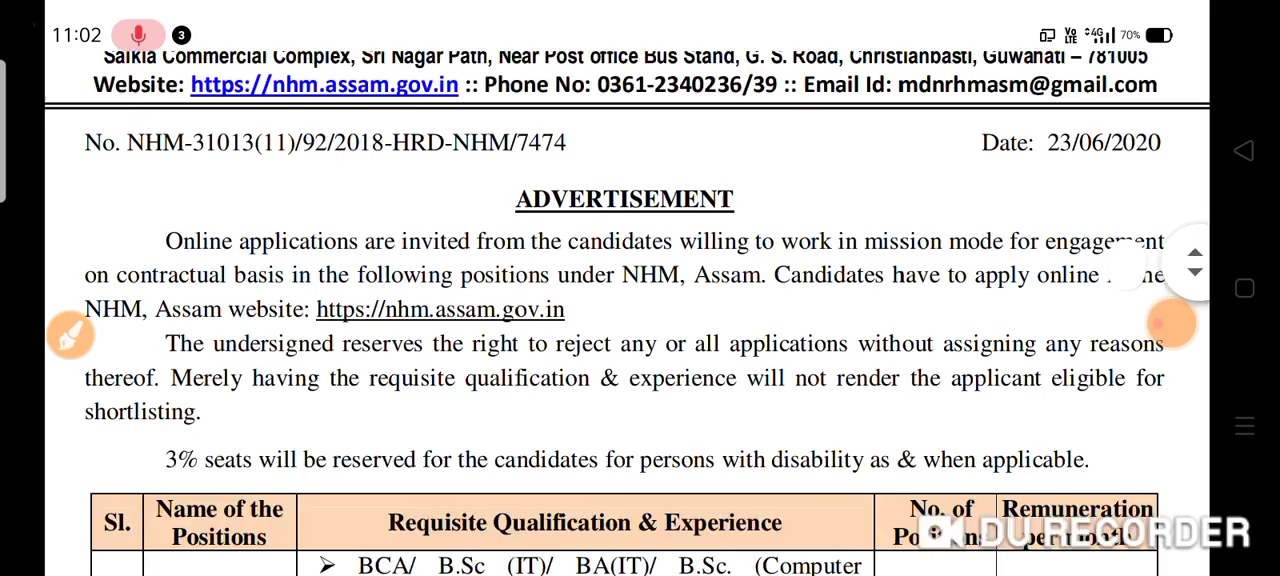 11:02 3 4G 70%
Saikia Commercial Complex, Sri Nagar Path, Near Post office Bus Stand, G. S. Road, Christianbasti, Guwahati – 781005
Website: https://nhm.assam.gov.in :: Phone No: 0361-2340236/39 :: Email Id: mdnrhmasm@gmail.com
No. NHM-31013(11)/92/2018-HRD-NHM/7474 Date: 23/06/2020
ADVERTISEMENT
Online applications are invited from the candidates willing to work in mission mode for engagement
on contractual basis in the following positions under NHM, Assam. Candidates have to apply online
NHM, Assam website: https://nhm.assam.gov.in
The undersigned reserves the right to reject any or all applications without assigning any reasons
thereof. Merely having the requisite qualification & experience will not render the applicant eligible for
shortlisting.
3% seats will be reserved for the candidates for persons with disability as & when applicable.
Sl. Name of the Positions Requisite Qualification & Experience No. of Positions Remuneration per month
DU RECORDER
BCA/ B.Sc (IT)/ BA(IT)/ B.Sc. (Computer